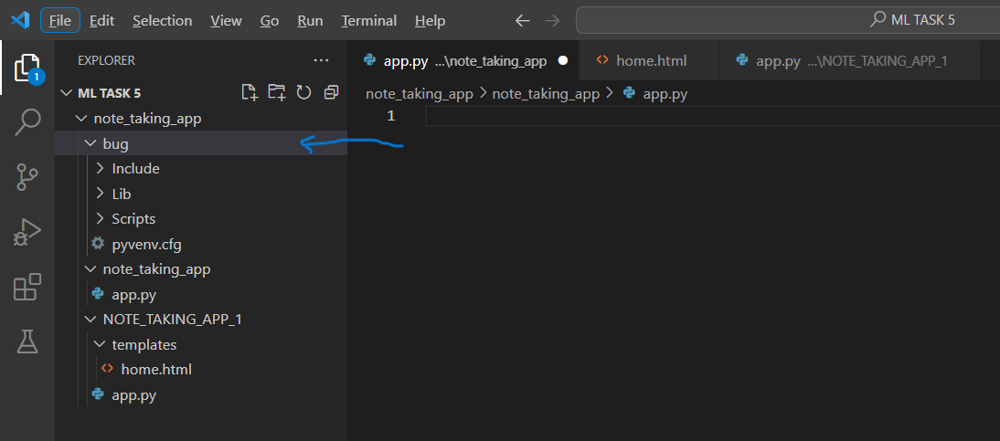 File Edit Selection View Go Run Terminal Help ML TASK 5
EXPLORER ... app.py ...\note_taking_app home.html app.py ...\NOTE_TAKING_APP_1
1
ML TASK 5
note_taking_app > note_taking_app > app.py
1
note_taking_app
bug
Include
Lib
Scripts
pyvenv.cfg
note_taking_app
app.py
NOTE_TAKING_APP_1
templates
home.html
app.py